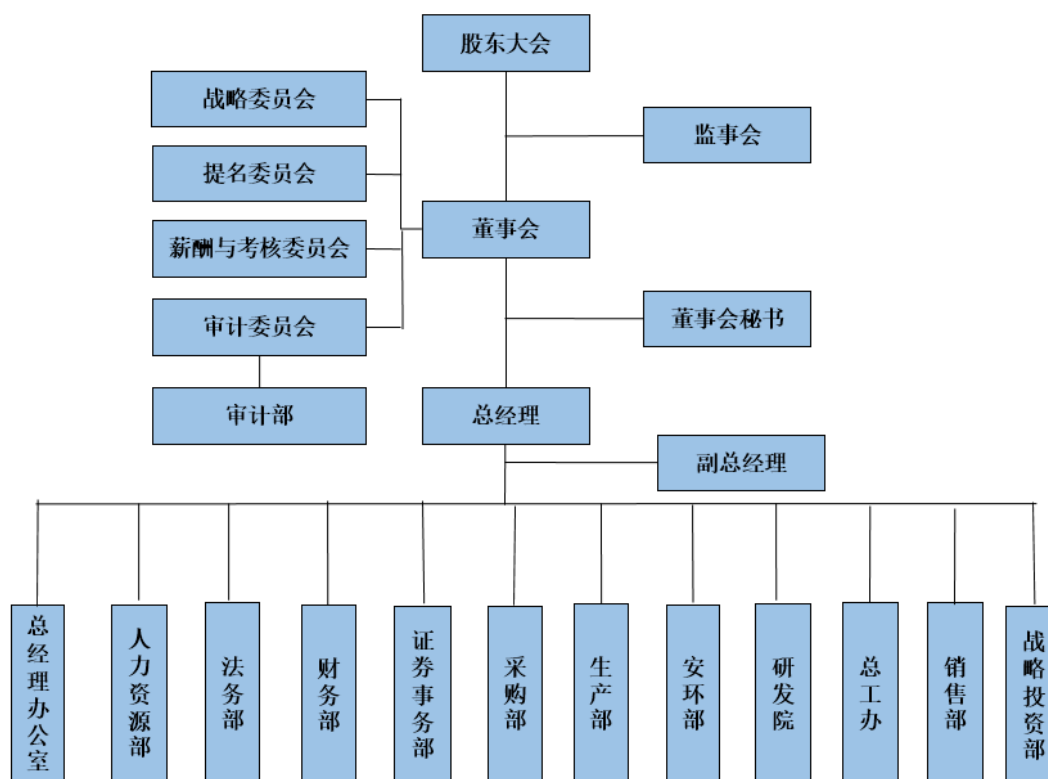 股东大会
战略委员会
监事会
提名委员会
董事会
薪酬与考核委员会
审计委员会
董事会秘书
审计部
总经理
副总经理
总经理办公室
人力资源部
法务部
财务部
证券事务部
采购部
生产部
安环部
研发院
总工办
销售部
战略投资部